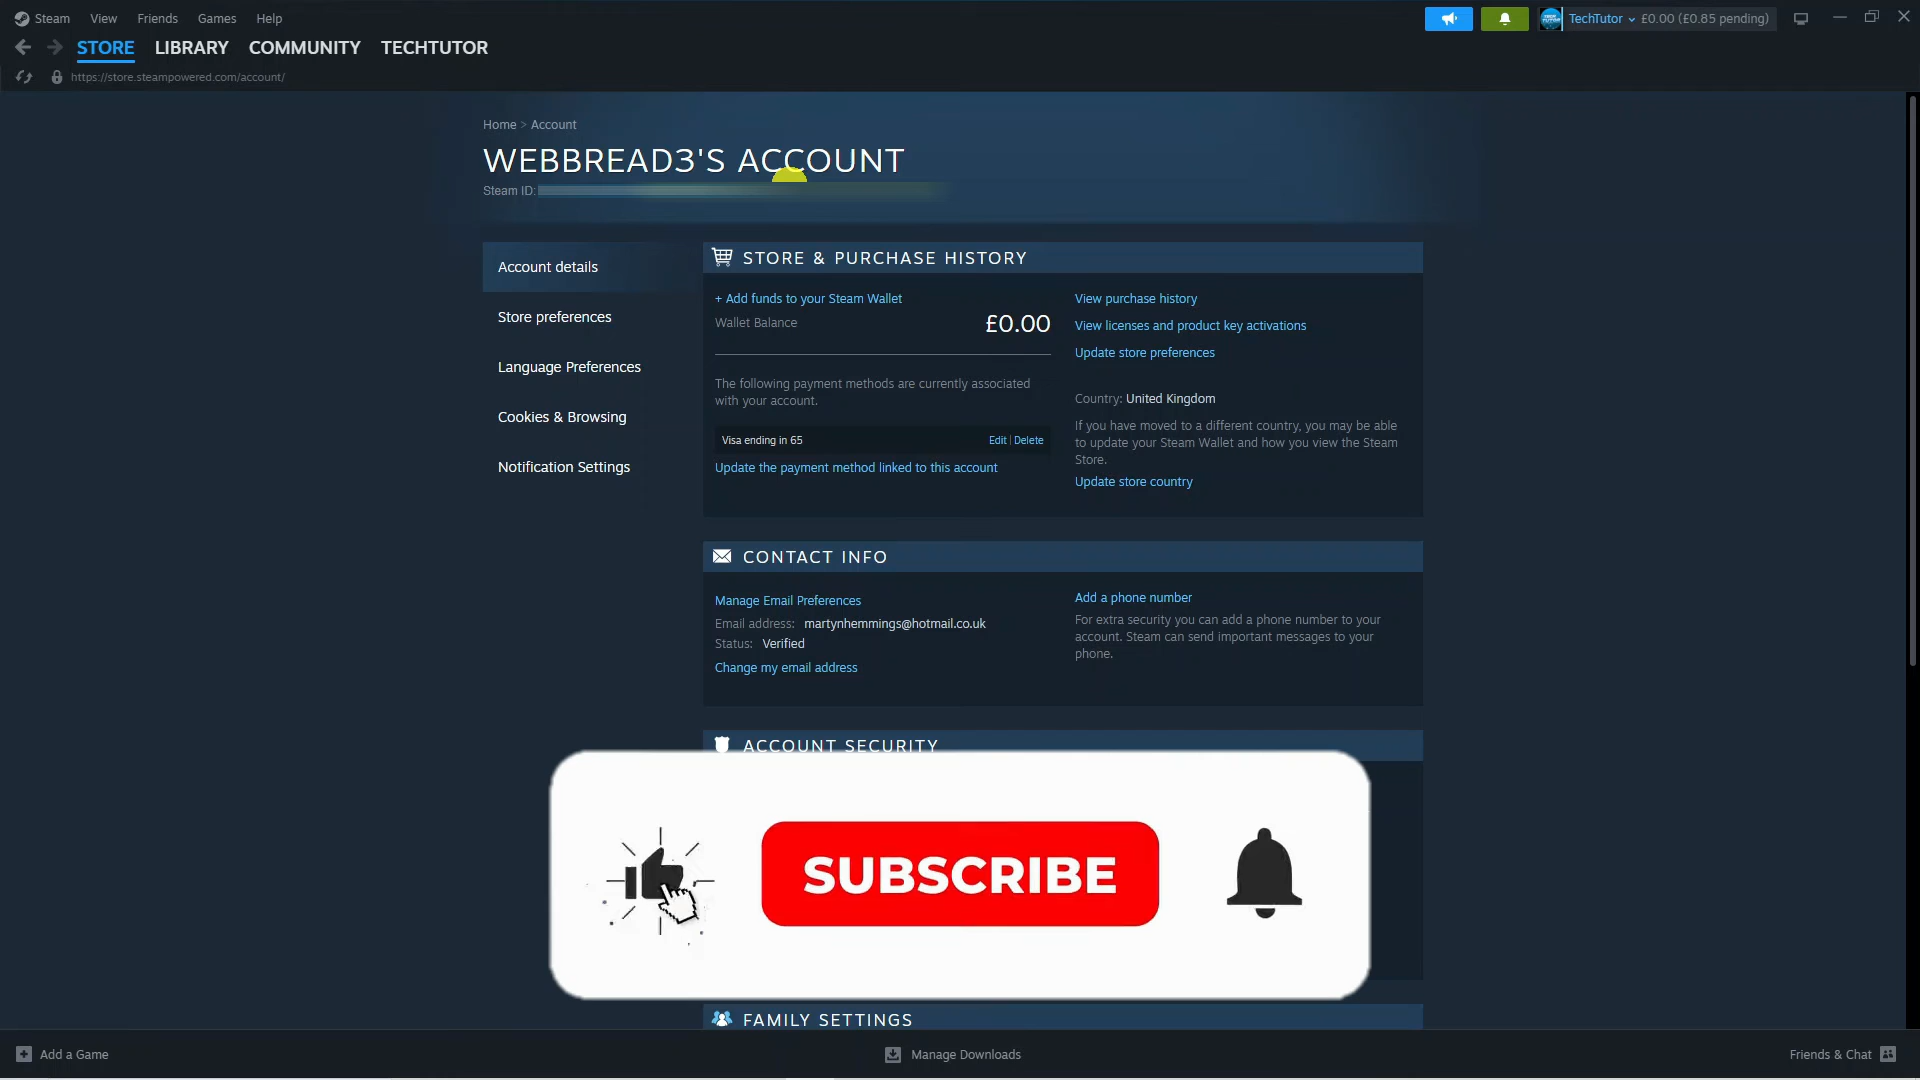 Steam View Friends Games Help
TechTutor £0.00 (£0.85 pending)
STORE LIBRARY COMMUNITY TECHTUTOR
https://store.steampowered.com/account/
Home > Account
WEBBREAD3'S ACCOUNT
Steam ID:
Account details
Store preferences
Language Preferences
Cookies & Browsing
Notification Settings
STORE & PURCHASE HISTORY
+ Add funds to your Steam Wallet
Wallet Balance £0.00
The following payment methods are currently associated
with your account.
Visa ending in 65 Edit | Delete
Update the payment method linked to this account
View purchase history
View licenses and product key activations
Update store preferences
Country: United Kingdom
If you have moved to a different country, you may be able
to update your Steam Wallet and how you view the Steam
Store.
Update store country
CONTACT INFO
Manage Email Preferences
Email address: martynhemmings@hotmail.co.uk
Status: Verified
Change my email address
Add a phone number
For extra security you can add a phone number to your
account. Steam can send important messages to your
phone.
ACCOUNT SECURITY
SUBSCRIBE
FAMILY SETTINGS
Add a Game
Manage Downloads
Friends & Chat